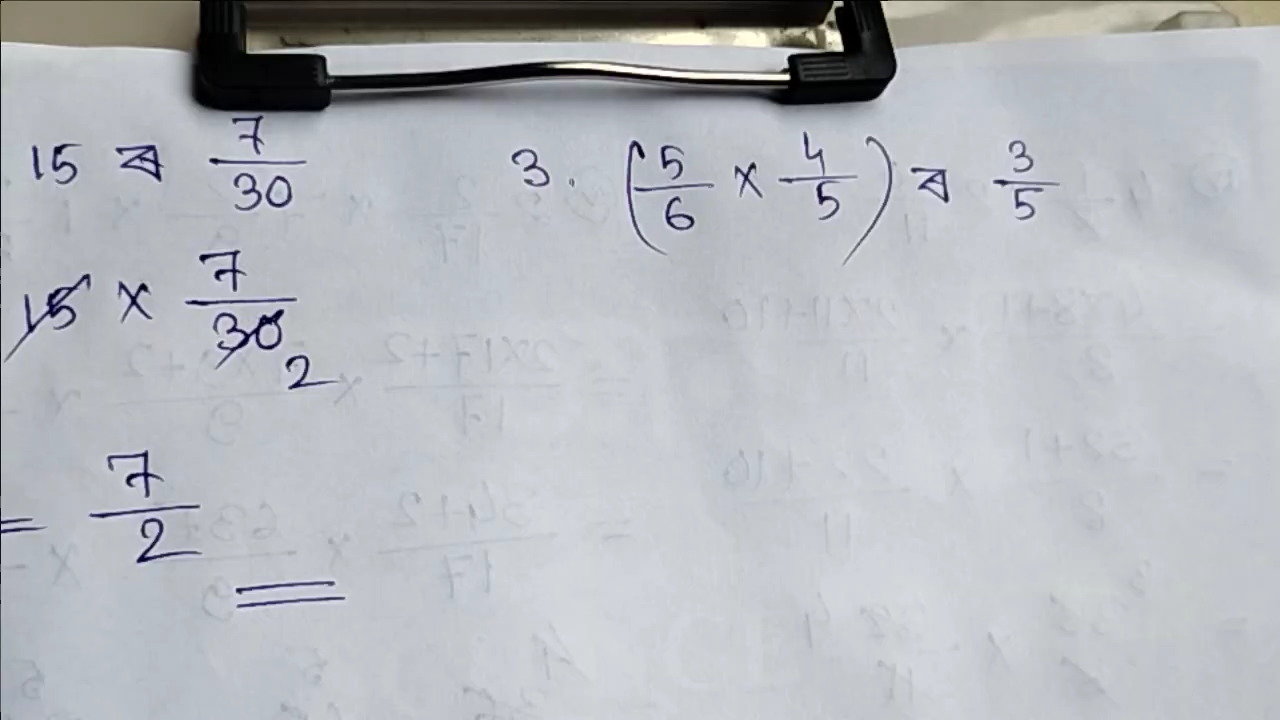 15 ৰ 7/30
15 × 7/30 2
= 7/2
3. (5/6 × 4/5) ৰ 3/5